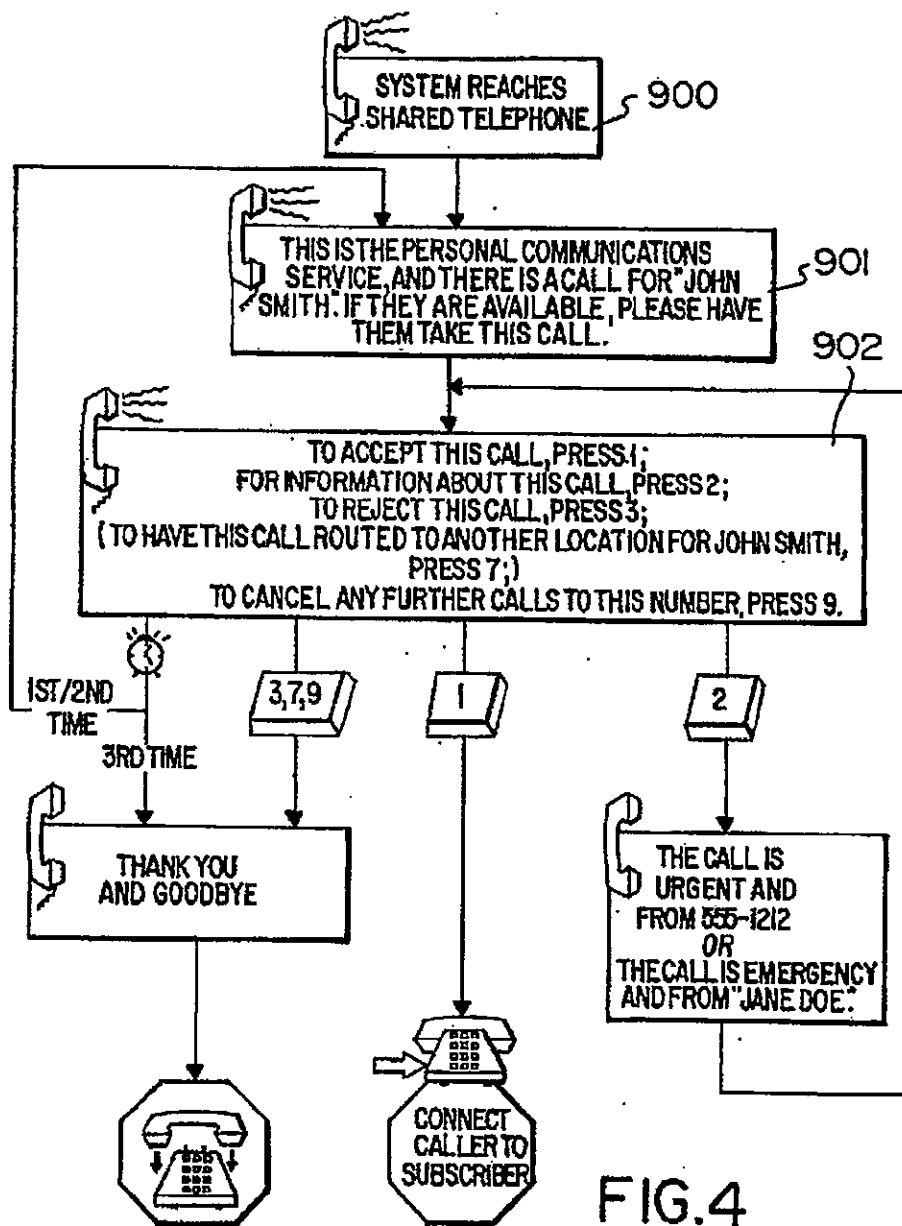 SYSTEM REACHES
SHARED TELEPHONE
900
THIS IS THE PERSONAL COMMUNICATIONS
SERVICE, AND THERE IS A CALL FOR "JOHN
SMITH". IF THEY ARE AVAILABLE, PLEASE HAVE
THEM TAKE THIS CALL.
901
902
TO ACCEPT THIS CALL, PRESS 1;
FOR INFORMATION ABOUT THIS CALL, PRESS 2;
TO REJECT THIS CALL, PRESS 3;
(TO HAVE THIS CALL ROUTED TO ANOTHER LOCATION FOR JOHN SMITH,
PRESS 7;)
TO CANCEL ANY FURTHER CALLS TO THIS NUMBER, PRESS 9.
1ST/2ND
TIME
3RD TIME
3,7,9
1
2
THANK YOU
AND GOODBYE
THE CALL IS
URGENT AND
FROM 555-1212
OR
THE CALL IS EMERGENCY
AND FROM "JANE DOE."
CONNECT
CALLER TO
SUBSCRIBER
FIG.4